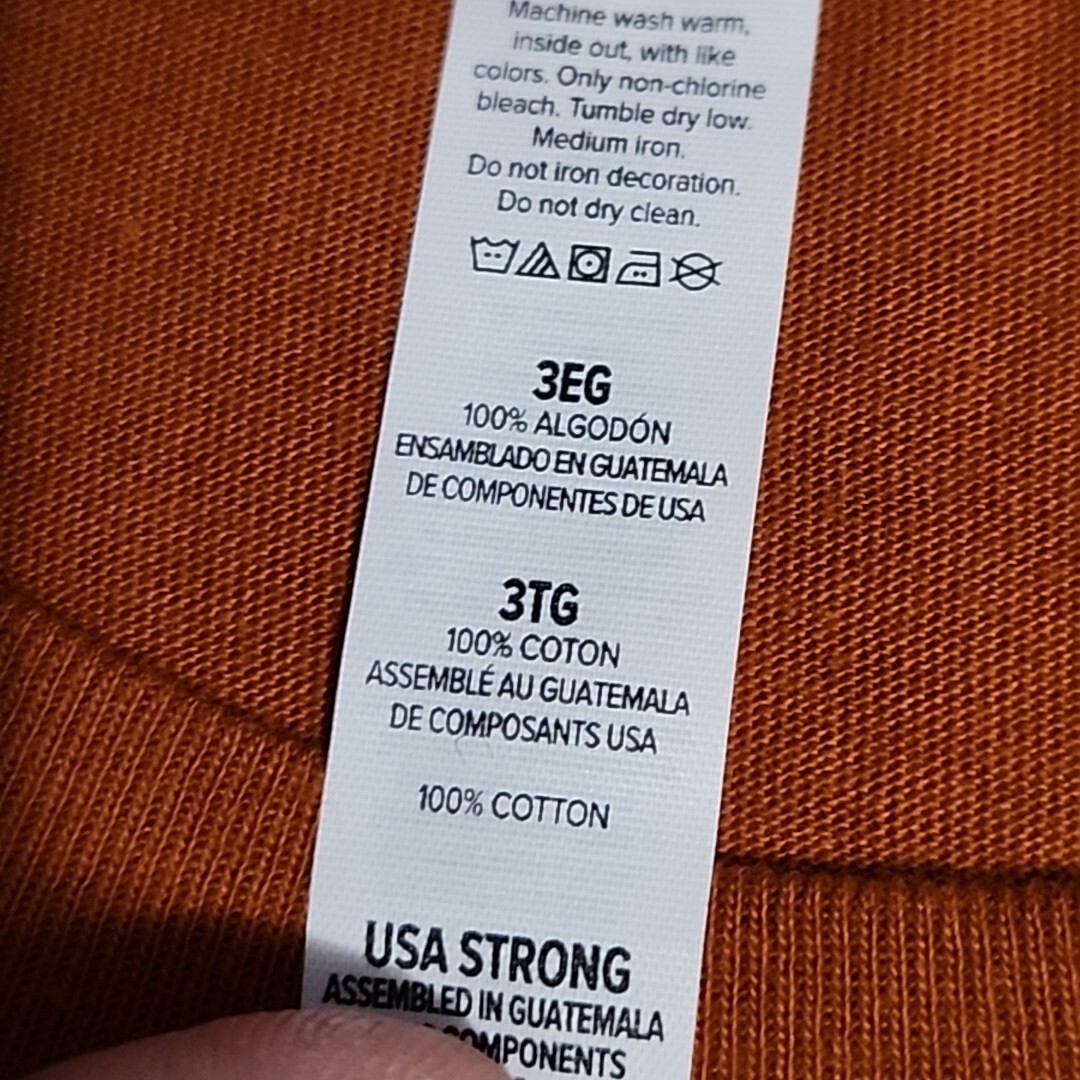 Machine wash warm,
inside out, with like
colors. Only non-chlorine
bleach. Tumble dry low.
Medium iron.
Do not iron decoration.
Do not dry clean.
3EG
100% ALGODÓN
ENSAMBLADO EN GUATEMALA
DE COMPONENTES DE USA
3TG
100% COTON
ASSEMBLÉ AU GUATEMALA
DE COMPOSANTS USA
100% COTTON
USA STRONG
ASSEMBLED IN GUATEMALA